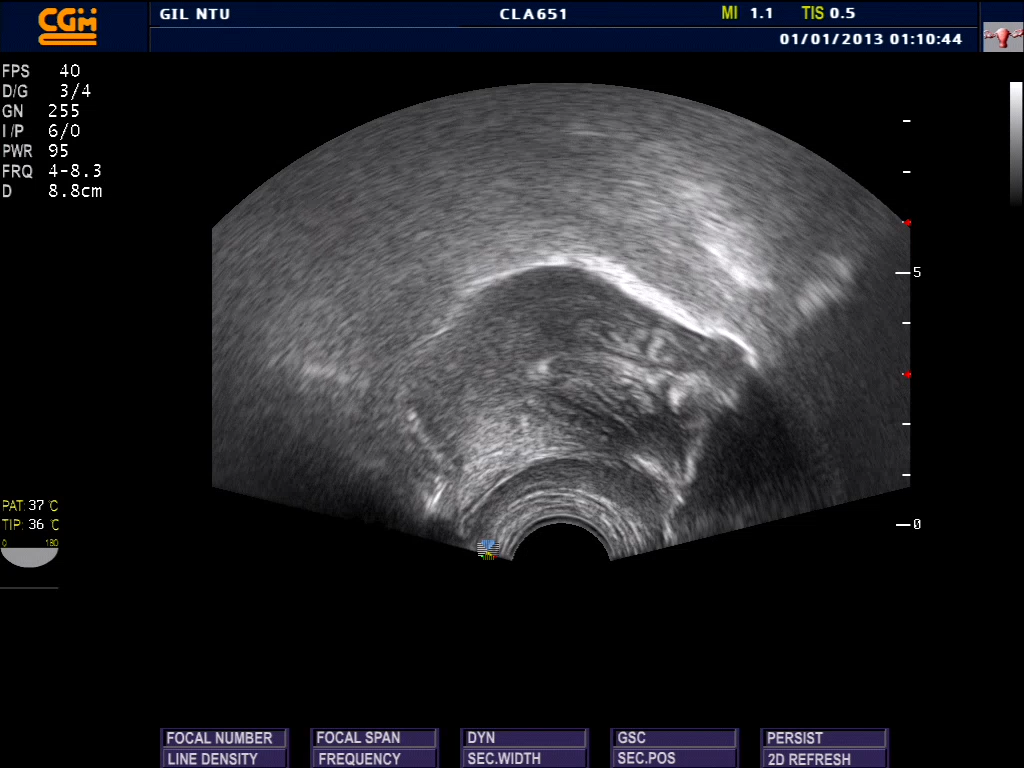 CGM
GIL NTU CLA651 MI 1.1 TIS 0.5
01/01/2013 01:10:44
FPS 40
D/G 3/4
GN 255
I/P 6/0
PWR 95
FRQ 4-8.3
D 8.8cm
5
PAT: 37 °C
TIP: 36 °C
0 180
0
FOCAL NUMBER FOCAL SPAN DYN GSC PERSIST
LINE DENSITY FREQUENCY SEC.WIDTH SEC.POS 2D REFRESH